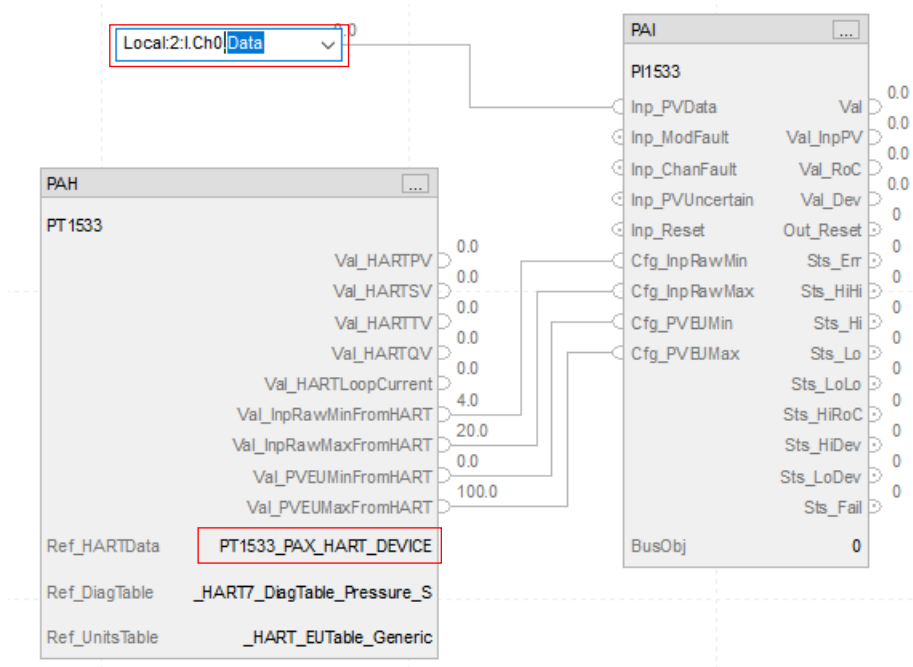 Local:2:I.Ch0.Data
0.0
PAI
...
PI1533
Inp_PVData
Val
0.0
Inp_ModFault
Val_InpPV
0.0
Inp_ChanFault
Val_RoC
0.0
Inp_PVUncertain
Val_Dev
0.0
Inp_Reset
Out_Reset
0
Cfg_InpRawMin
Sts_Err
0
Cfg_InpRawMax
Sts_HiHi
0
Cfg_PVEUMin
Sts_Hi
0
Cfg_PVEUMax
Sts_Lo
0
Sts_LoLo
0
Sts_HiRoC
0
Sts_HiDev
0
Sts_LoDev
0
Sts_Fail
0
BusObj
0
PAH
...
PT1533
Val_HARTPV
0.0
Val_HARTSV
0.0
Val_HARTTV
0.0
Val_HARTQV
0.0
Val_HARTLoopCurrent
0.0
Val_InpRawMinFromHART
4.0
Val_InpRawMaxFromHART
20.0
Val_PVEUMinFromHART
0.0
Val_PVEUMaxFromHART
100.0
Ref_HARTData
PT1533_PAX_HART_DEVICE
Ref_DiagTable
_HART7_DiagTable_Pressure_S
Ref_UnitsTable
_HART_EUTable_Generic